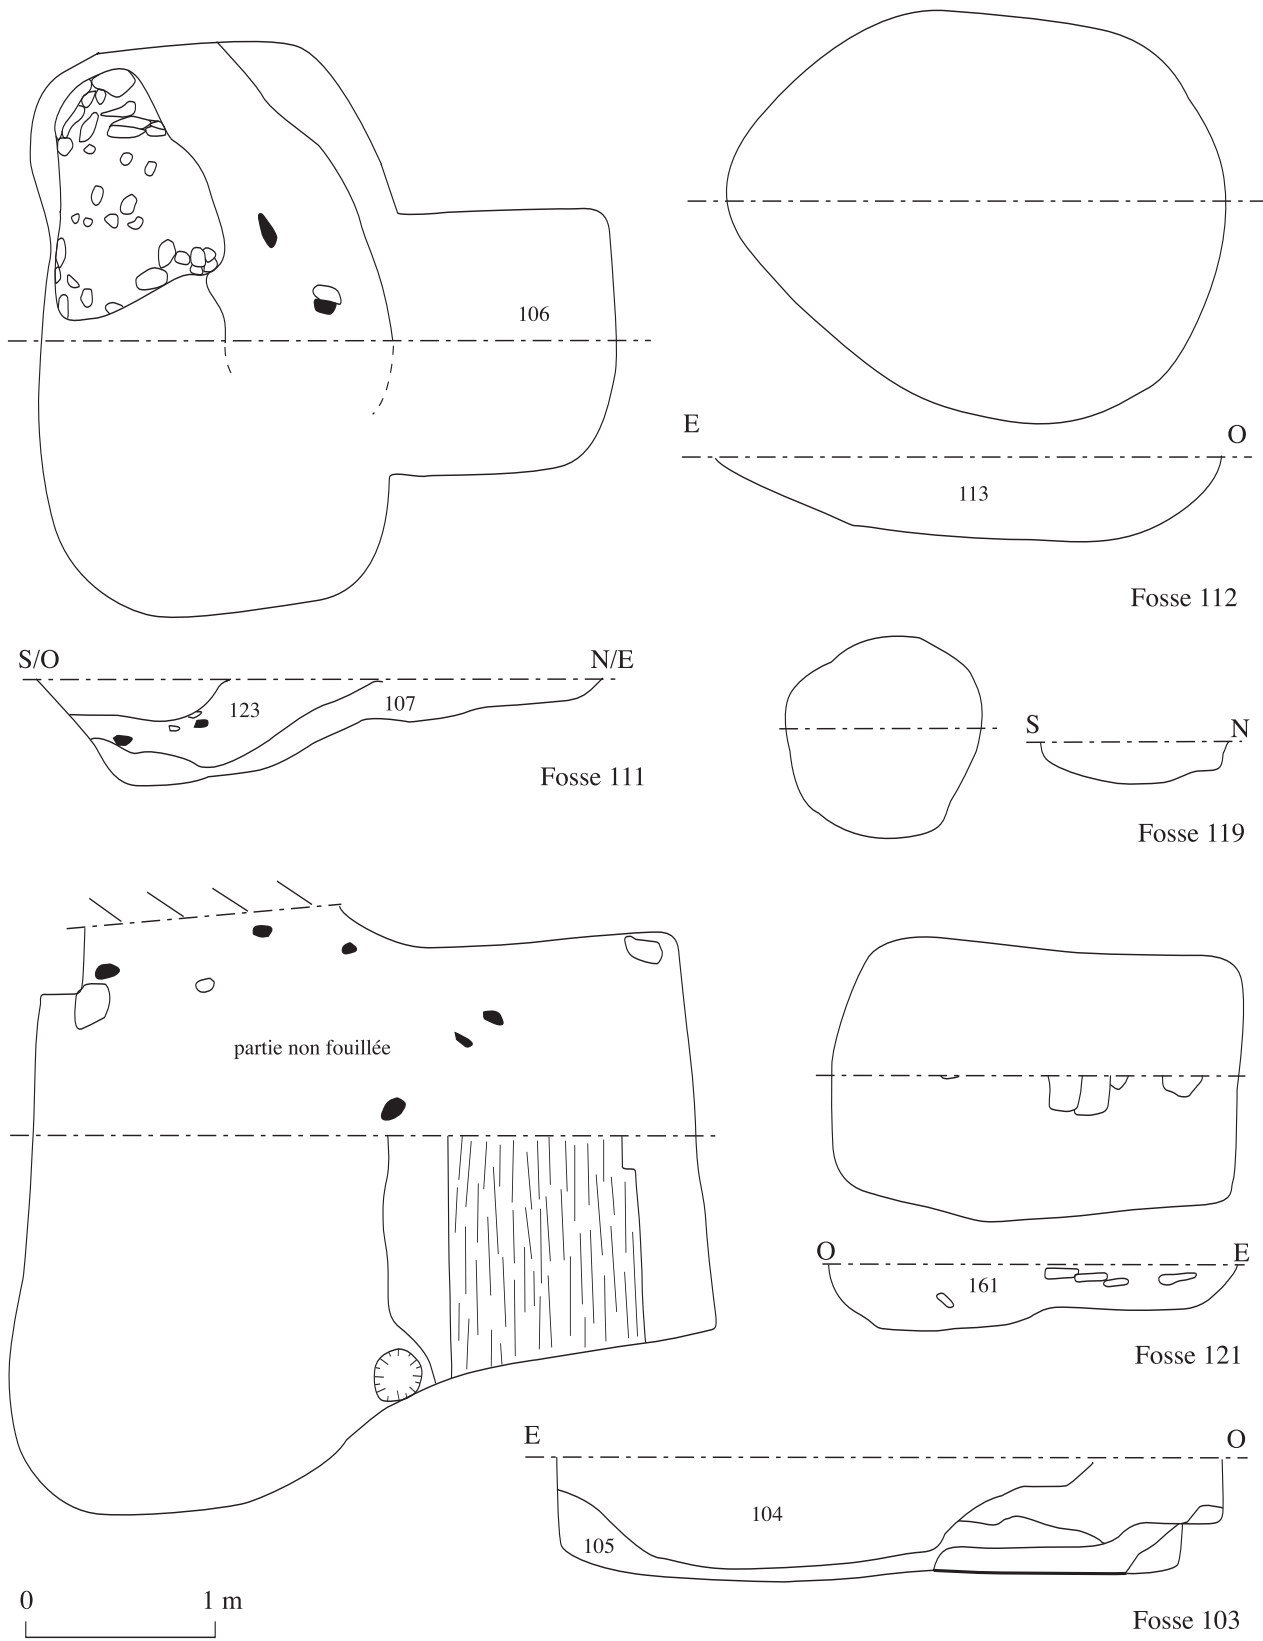 106
E
O
113
Fosse 112
S/O
N/E
123
107
Fosse 111
S
N
Fosse 119
partie non fouillée
O
E
161
Fosse 121
E
O
104
105
0 1 m
Fosse 103